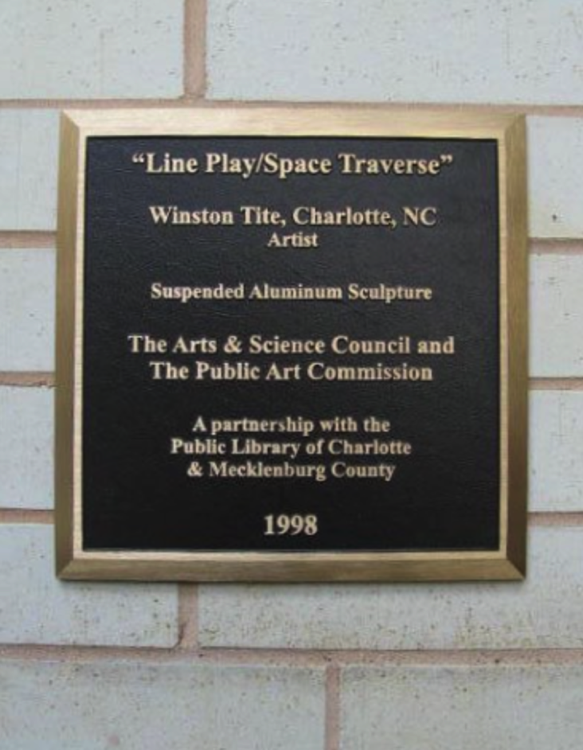 “Line Play/Space Traverse”
Winston Tite, Charlotte, NC
Artist
Suspended Aluminum Sculpture
The Arts & Science Council and
The Public Art Commission
A partnership with the
Public Library of Charlotte
& Mecklenburg County
1998